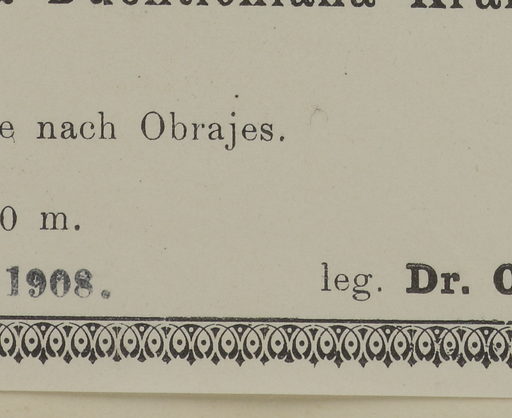 e nach Obrajes.
0 m.
1908.
leg. Dr.